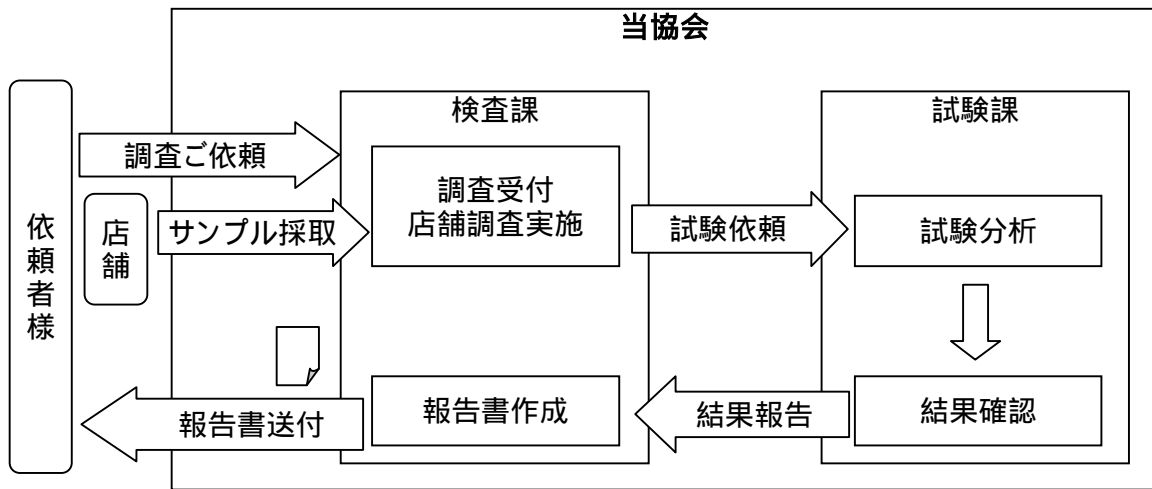 当協会
検査課
試験課
調査ご依頼
調査受付
店舗調査実施
依頼者様
店舗
サンプル採取
試験依頼
試験分析
報告書送付
報告書作成
結果報告
結果確認